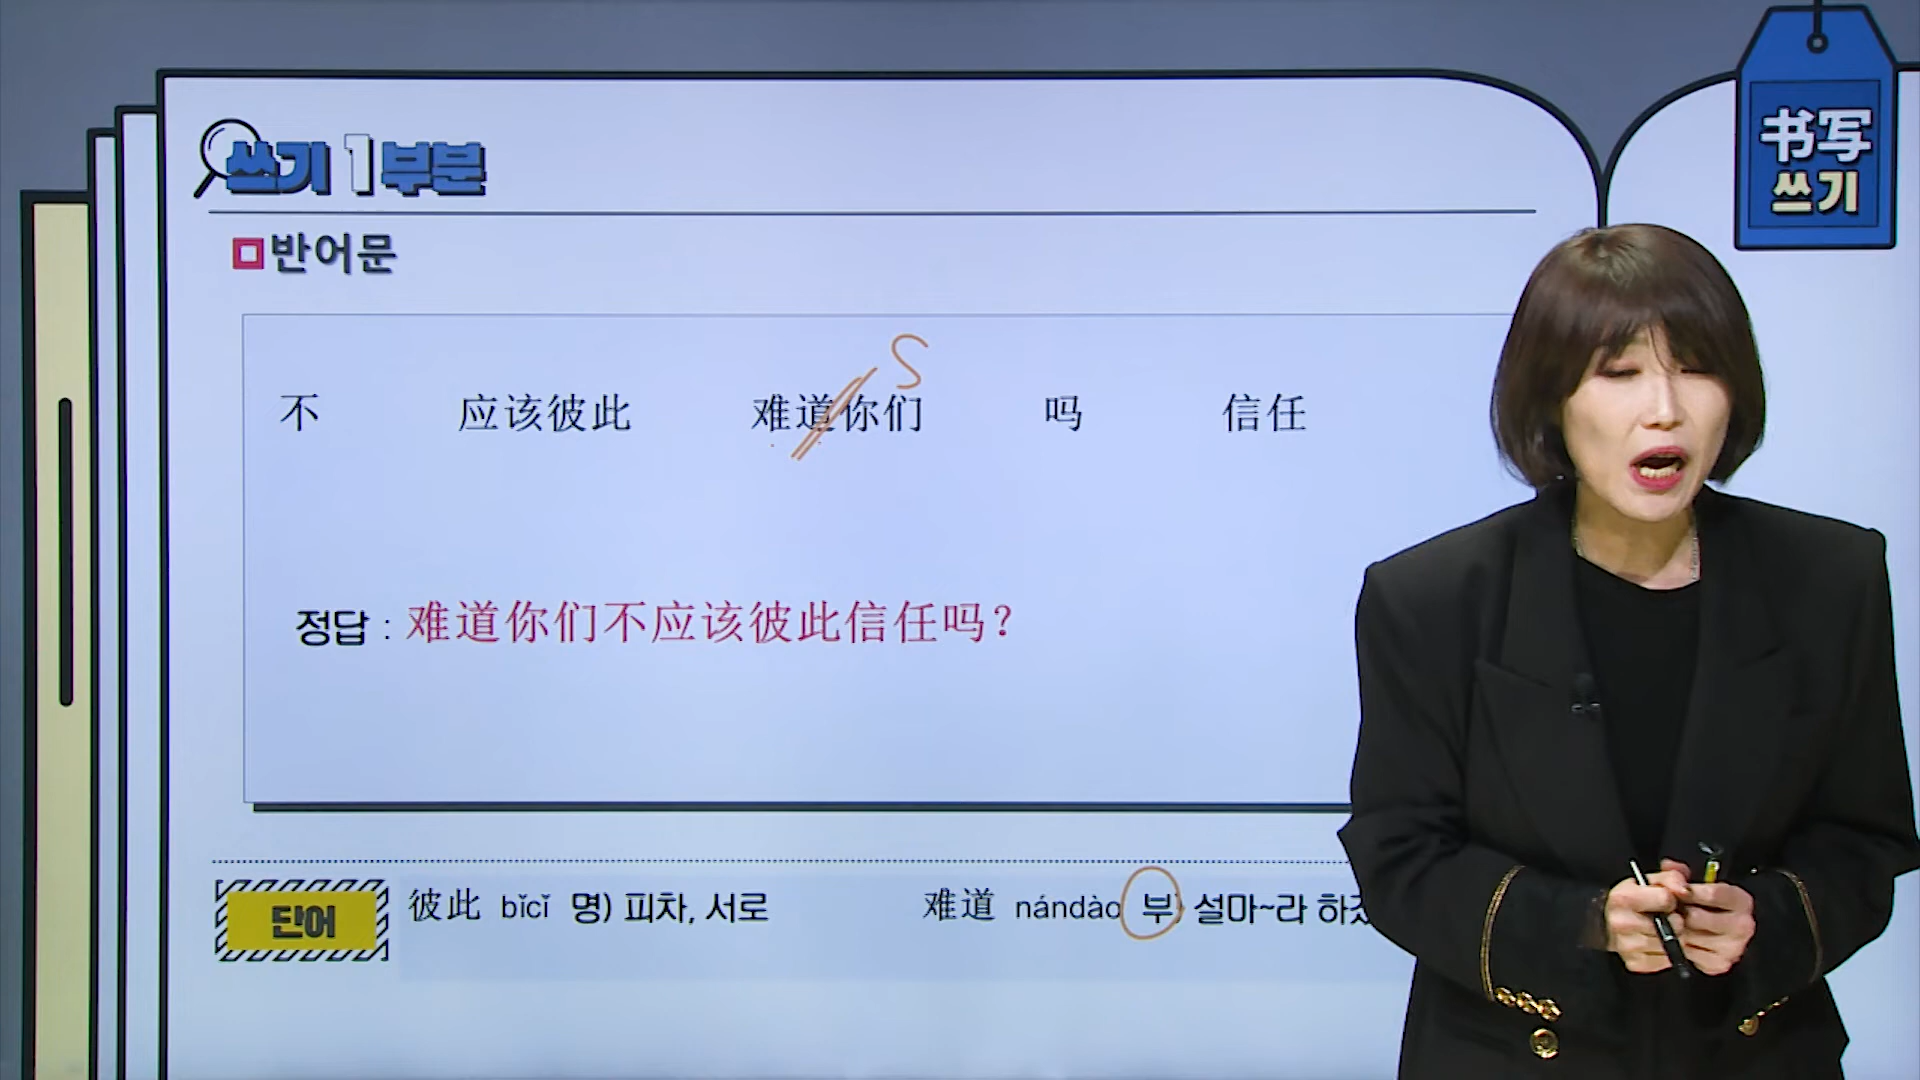 书写
쓰기
쓰기 1 부분
반어문
S
不 应该彼此 难道你们 吗 信任
정답 : 难道你们不应该彼此信任吗?
단어
彼此 bǐcǐ 명) 피차, 서로 难道 nándào 부) 설마~라 하겠